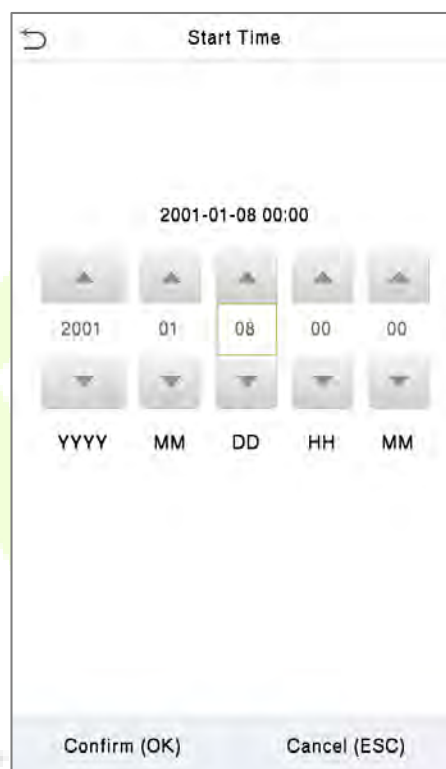 Start Time
2001-01-08 00:00
2001 01 08 00 00
YYYY MM DD HH MM
Confirm (OK) Cancel (ESC)